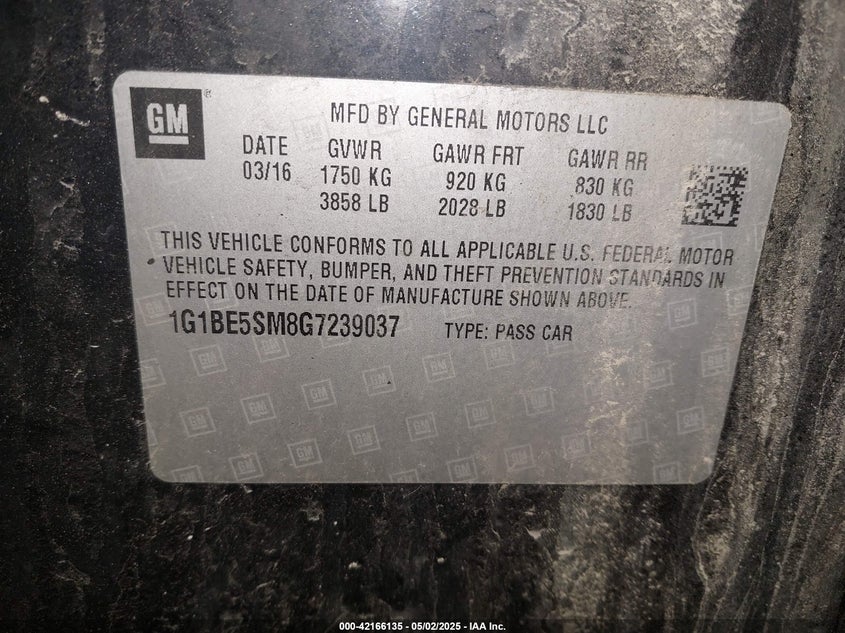 GM
MFD BY GENERAL MOTORS LLC
DATE GVWR GAWR FRT GAWR RR
03/16 1750 KG 920 KG 830 KG
3858 LB 2028 LB 1830 LB
THIS VEHICLE CONFORMS TO ALL APPLICABLE U.S. FEDERAL MOTOR
VEHICLE SAFETY, BUMPER, AND THEFT PREVENTION STANDARDS IN
EFFECT ON THE DATE OF MANUFACTURE SHOWN ABOVE.
1G1BE5SM8G7239037 TYPE: PASS CAR
000-42166135 - 05/02/2025 - IAA Inc.